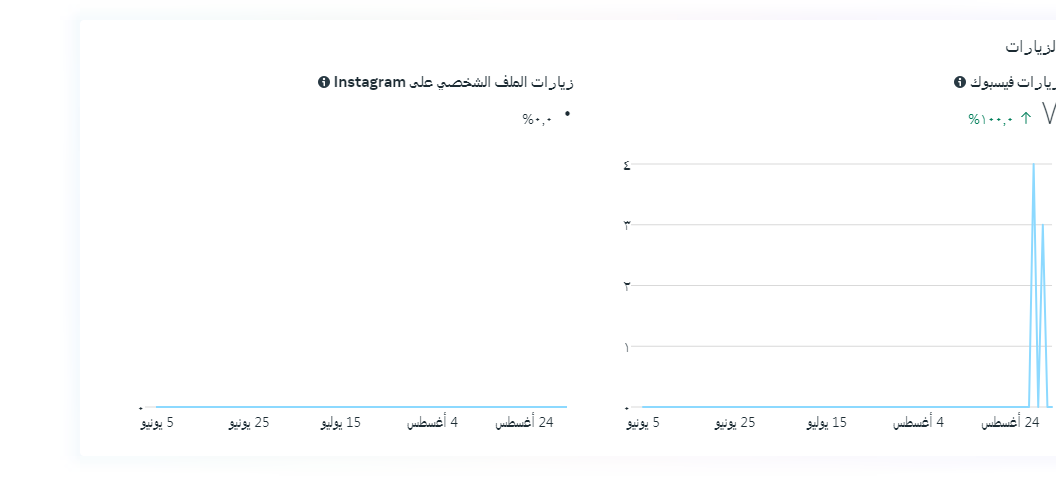 لزيارات
يارات فيسبوك
٧ ↑ ١٠٠,٠%
زيارات الملف الشخصي على Instagram
٠ ٠,٠%
٤
٣
٢
١
٠
5 يونيو
25 يونيو
15 يوليو
4 أغسطس
24 أغسطس
٠
5 يونيو
25 يونيو
15 يوليو
4 أغسطس
24 أغسطس